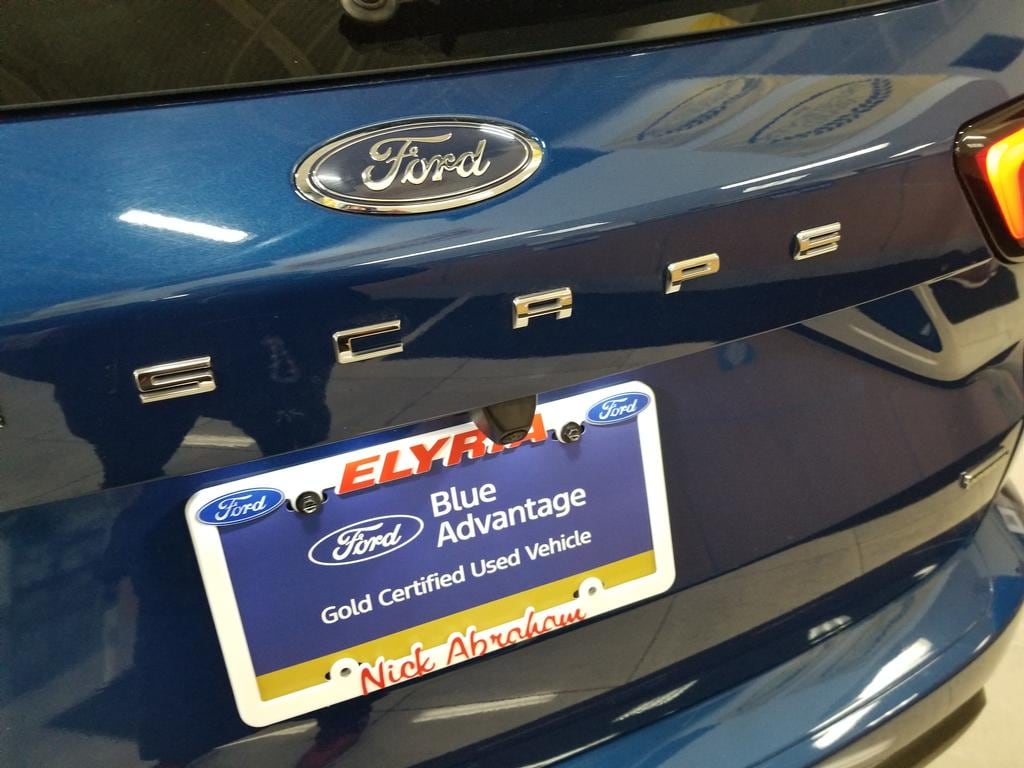 Ford
SCAPE
ELYRIA
Ford
Ford
Ford
Blue
Advantage
Gold Certified Used Vehicle
Nick Abraham